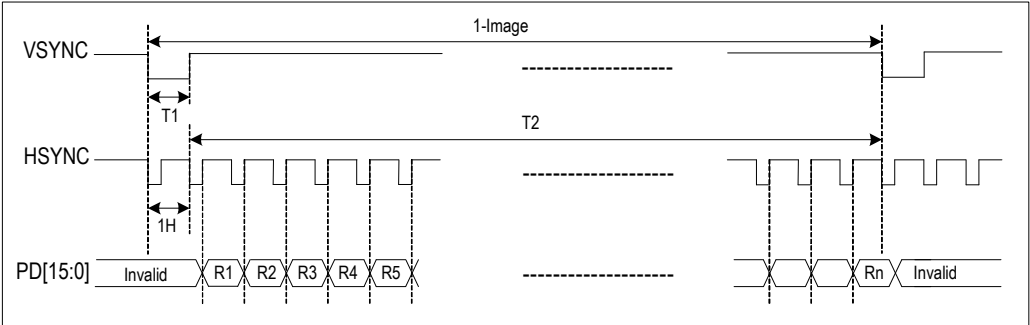 1-Image
VSYNC
T1
T2
HSYNC
1H
PD[15:0] Invalid R1 R2 R3 R4 R5 Rn Invalid